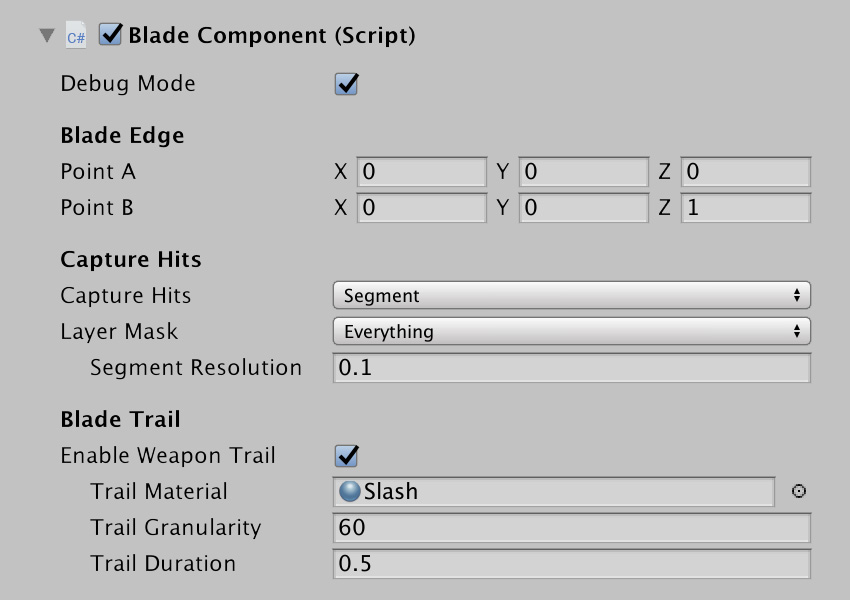 C# Blade Component (Script)
Debug Mode
Blade Edge
Point A X 0 Y 0 Z 0
Point B X 0 Y 0 Z 1
Capture Hits
Capture Hits Segment
Layer Mask Everything
Segment Resolution 0.1
Blade Trail
Enable Weapon Trail
Trail Material Slash
Trail Granularity 60
Trail Duration 0.5